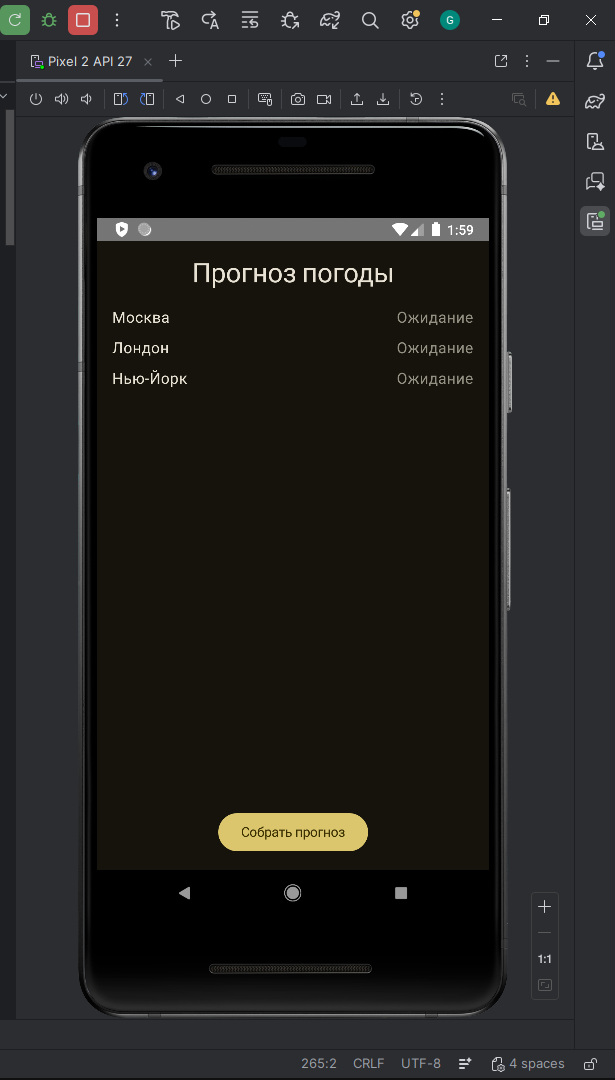 G
Pixel 2 API 27
1:59
Прогноз погоды
Москва Ожидание
Лондон Ожидание
Нью-Йорк Ожидание
Собрать прогноз
1:1
265:2 CRLF UTF-8 4 spaces